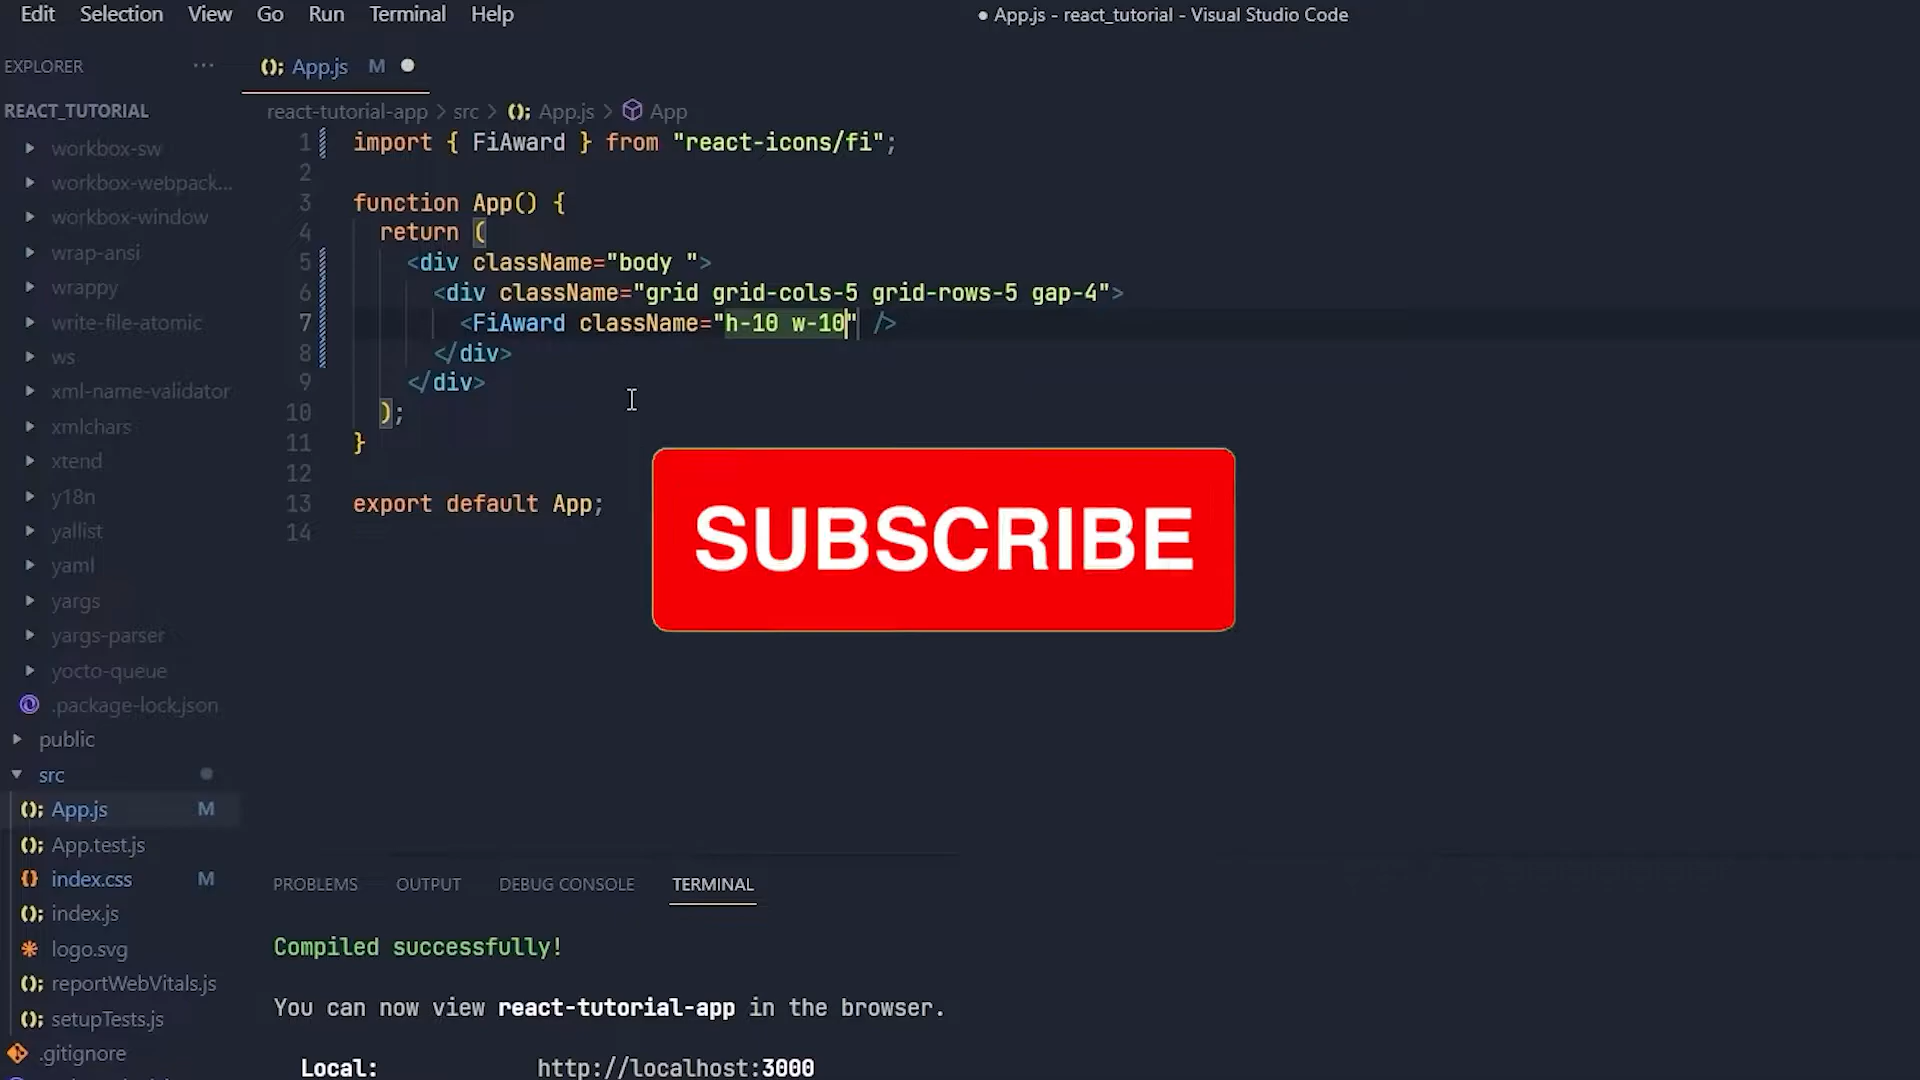 Edit Selection View Go Run Terminal Help
● App.js - react_tutorial - Visual Studio Code
EXPLORER ···
App.js M
REACT_TUTORIAL
react-tutorial-app > src > App.js > App
workbox-sw
workbox-webpack...
workbox-window
wrap-ansi
wrappy
write-file-atomic
ws
xml-name-validator
xmlchars
xtend
y18n
yallist
yaml
yargs
yargs-parser
yocto-queue
.package-lock.json
public
src
App.js M
App.test.js
index.css M
index.js
logo.svg
reportWebVitals.js
setupTests.js
.gitignore
1 import { FiAward } from "react-icons/fi";
2
3 function App() {
4 return (
5 <div className="body ">
6 <div className="grid grid-cols-5 grid-rows-5 gap-4">
7 <FiAward className="h-10 w-10" />
8 </div>
9 </div>
10 );
11 }
12
13 export default App;
14
SUBSCRIBE
PROBLEMS OUTPUT DEBUG CONSOLE TERMINAL
Compiled successfully!
You can now view react-tutorial-app in the browser.
Local: http://localhost:3000